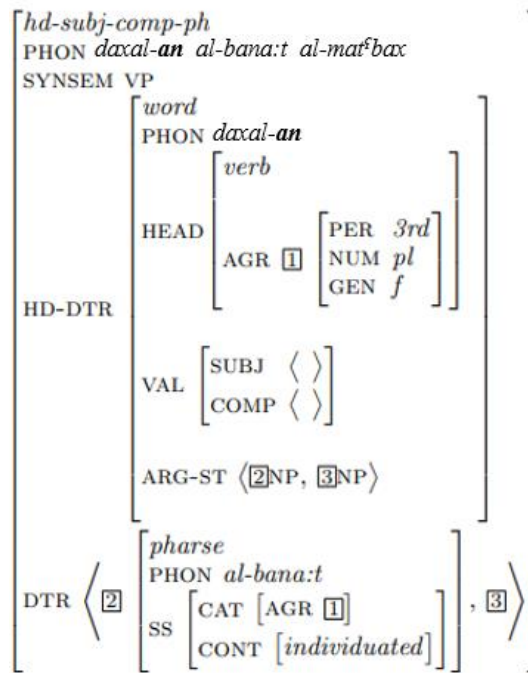 hd-subj-comp-ph
PHON daxal-an al-bana:t al-matˤbax
SYNSEM VP
word
PHON daxal-an
verb
HEAD
AGR 1 PER 3rd
NUM pl
GEN f
HD-DTR
VAL SUBJ ⟨ ⟩
COMP ⟨ ⟩
ARG-ST ⟨2NP, 3NP⟩
pharse
PHON al-bana:t
DTR ⟨ 2 , 3 ⟩
SS CAT [AGR 1]
CONT [individuated]